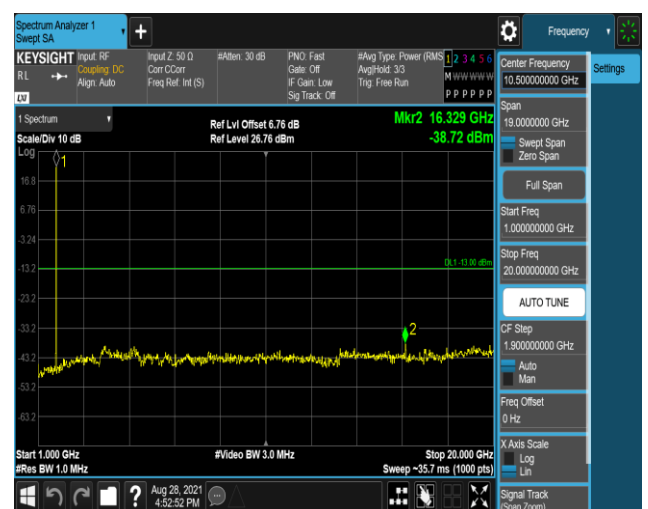 Spectrum Analyzer 1
Swept SA
Frequency
KEYSIGHT Input: RF
RL Coupling: DC
Align: Auto
Input Z: 50 Ω
Corr CCorr
Freq Ref: Int (S)
#Atten: 30 dB
PNO: Fast
Gate: Off
IF Gain: Low
Sig Track: Off
#Avg Type: Power (RMS
Avg|Hold: 3/3
Trig: Free Run
1 2 3 4 5 6
M W W W W W
P P P P P P
LXI
1 Spectrum
Scale/Div 10 dB
Ref Lvl Offset 6.76 dB
Ref Level 26.76 dBm
Mkr2 16.329 GHz
-38.72 dBm
Log
1
16.8
6.76
-3.24
-13.2
DL1 -13.00 dBm
-23.2
-33.2
2
-43.2
-53.2
-63.2
Start 1.000 GHz
#Res BW 1.0 MHz
#Video BW 3.0 MHz
Stop 20.000 GHz
Sweep ~35.7 ms (1000 pts)
Aug 28, 2021
4:52:52 PM
Center Frequency
10.500000000 GHz
Settings
Span
19.0000000 GHz
Swept Span
Zero Span
Full Span
Start Freq
1.000000000 GHz
Stop Freq
20.000000000 GHz
AUTO TUNE
CF Step
1.900000000 GHz
Auto
Man
Freq Offset
0 Hz
X Axis Scale
Log
Lin
Signal Track
(Span Zoom)